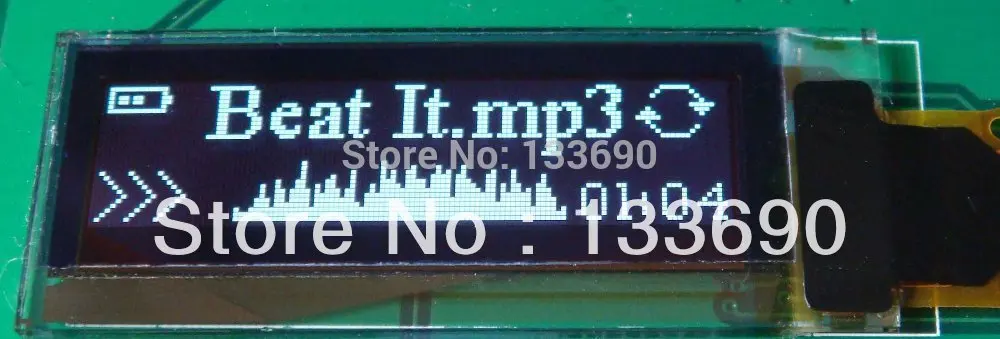 Beat It.mp3
Store No: 133690
01:04
Store No : 133690